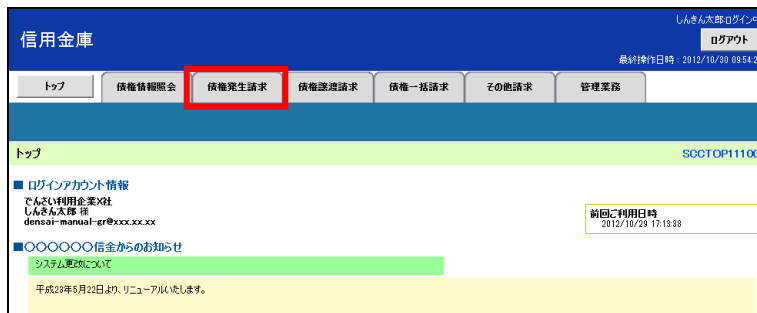 しんきん太郎:ログイン中
信用金庫
ログアウト
最終操作日時:2012/10/30 09:54:2
トップ 債権情報照会 債権発生請求 債権譲渡請求 債権一括請求 その他請求 管理業務
トップ SCCTOP11100
■ ログインアカウント情報
でんさい利用企業X社
しんきん太郎 様
densai-manual-gr@xxx.xx.xx
前回ご利用日時
2012/10/29 17:13:38
■〇〇〇〇〇〇信金からのお知らせ
システム更改について
平成23年5月22日より、リニューアルいたします。